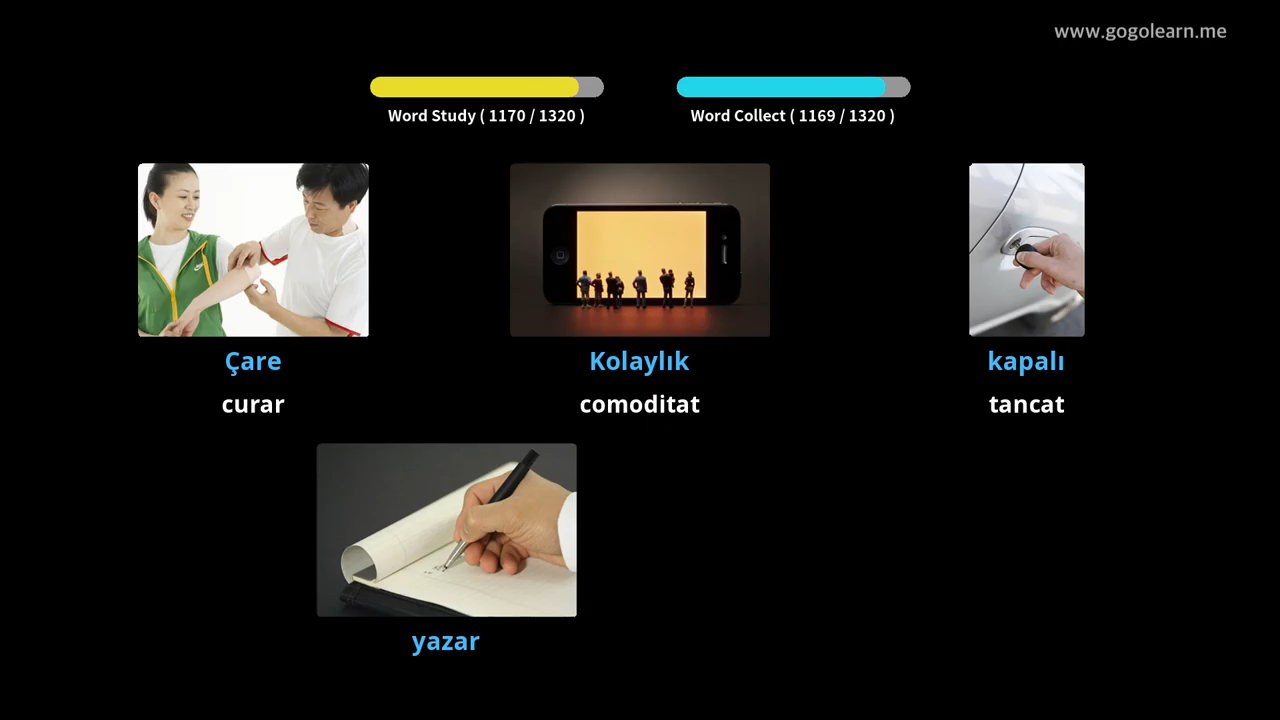 www.gogolearn.me
Word Study ( 1170 / 1320 )
Word Collect ( 1169 / 1320 )
Çare
Kolaylık
kapalı
curar
comoditat
tancat
yazar